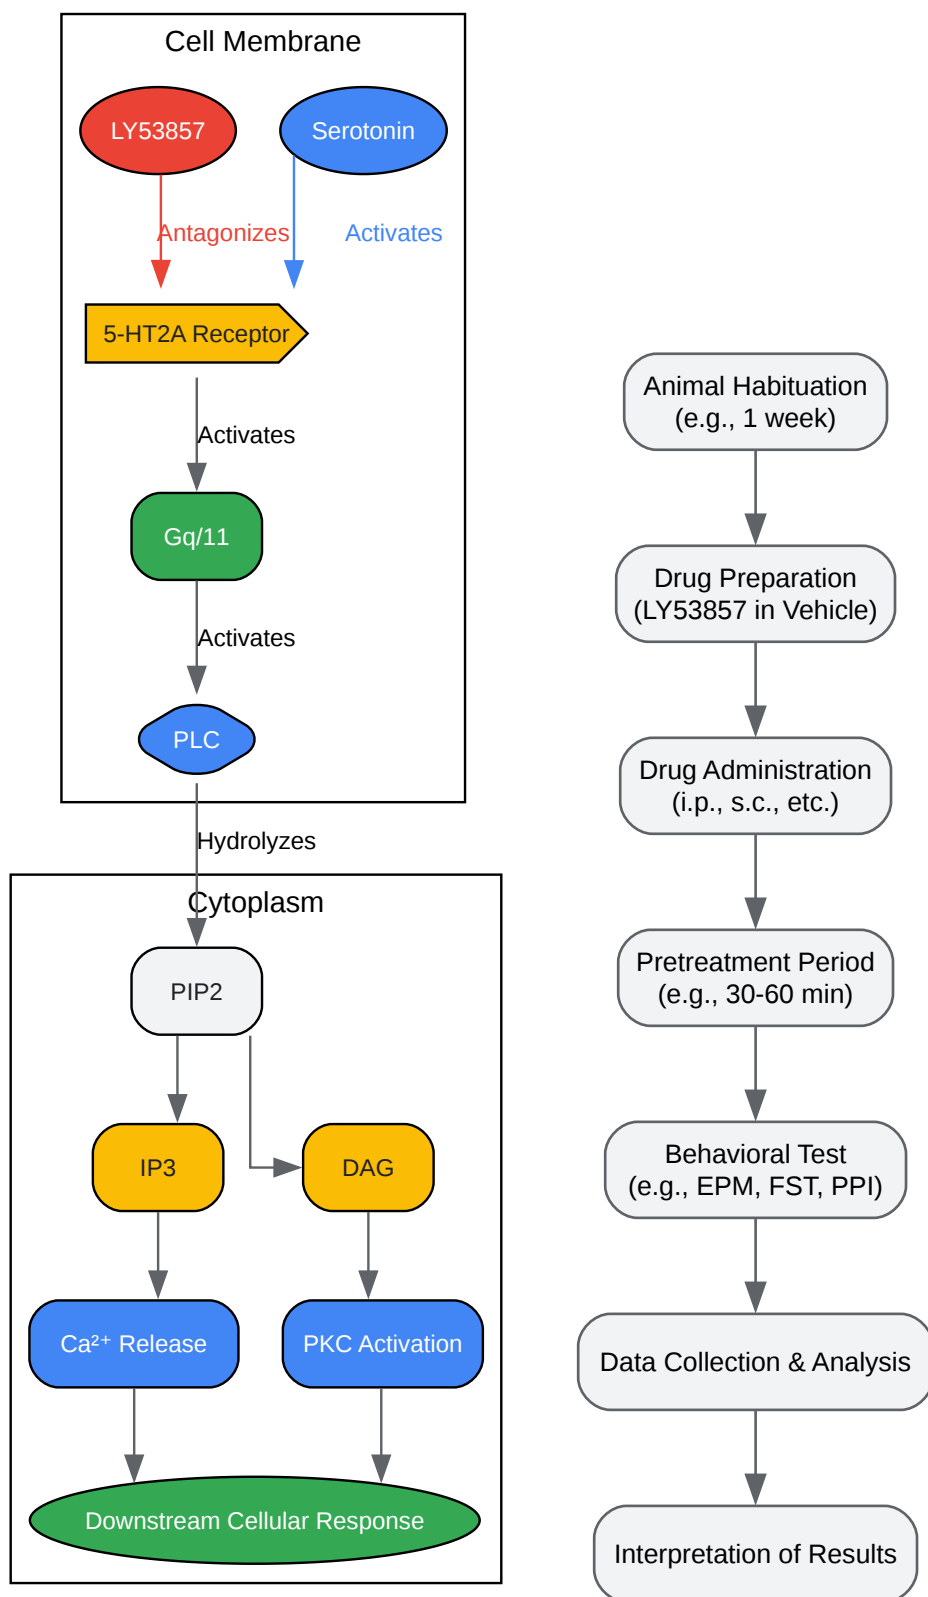 Cell Membrane
LY53857
Serotonin
Antagonizes
Activates
5-HT2A Receptor
Activates
Gq/11
Activates
PLC
Hydrolyzes
Cytoplasm
PIP2
IP3
DAG
Ca²⁺ Release
PKC Activation
Downstream Cellular Response
Animal Habituation
(e.g., 1 week)
Drug Preparation
(LY53857 in Vehicle)
Drug Administration
(i.p., s.c., etc.)
Pretreatment Period
(e.g., 30-60 min)
Behavioral Test
(e.g., EPM, FST, PPI)
Data Collection & Analysis
Interpretation of Results